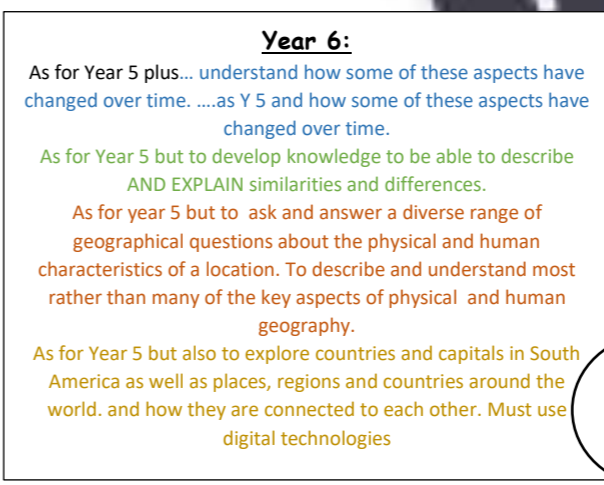 Year 6:
As for Year 5 plus... understand how some of these aspects have
changed over time. ....as Y 5 and how some of these aspects have
changed over time.
As for Year 5 but to develop knowledge to be able to describe
AND EXPLAIN similarities and differences.
As for year 5 but to  ask and answer a diverse range of
geographical questions about the physical and human
characteristics of a location. To describe and understand most
rather than many of the key aspects of physical  and human
geography.
As for Year 5 but also to explore countries and capitals in South
America as well as places, regions and countries around the
world. and how they are connected to each other. Must use
digital technologies